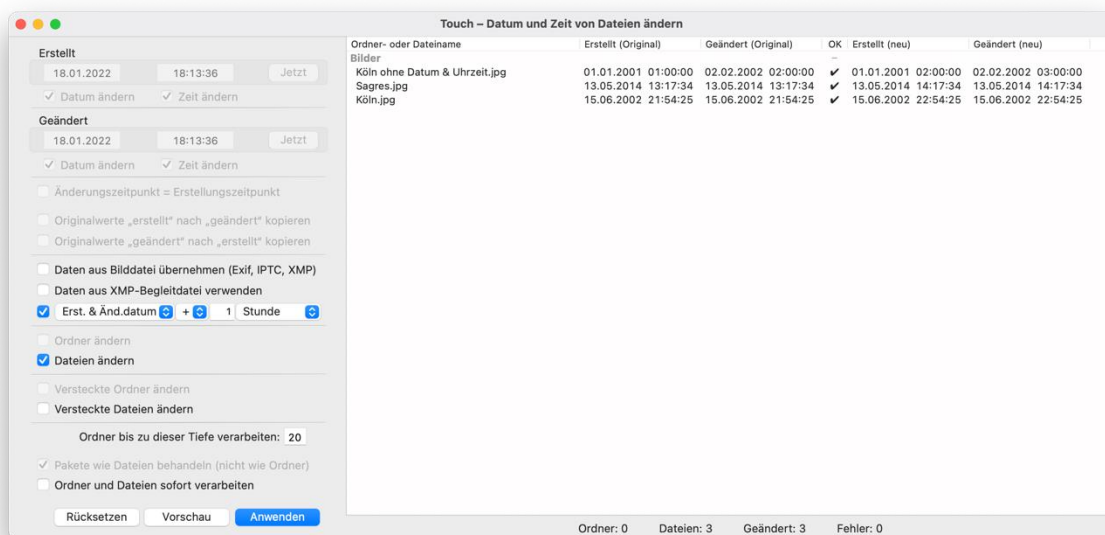 Touch – Datum und Zeit von Dateien ändern
Erstellt
18.01.2022 18:13:36 Jetzt
Datum ändern Zeit ändern
Geändert
18.01.2022 18:13:36 Jetzt
Datum ändern Zeit ändern
Änderungszeitpunkt = Erstellungszeitpunkt
Originalwerte „erstellt“ nach „geändert“ kopieren
Originalwerte „geändert“ nach „erstellt“ kopieren
Daten aus Bilddatei übernehmen (Exif, IPTC, XMP)
Daten aus XMP-Begleitdatei verwenden
Erst. & Änd.datum + 1 Stunde
Ordner ändern
Dateien ändern
Versteckte Ordner ändern
Versteckte Dateien ändern
Ordner bis zu dieser Tiefe verarbeiten: 20
Pakete wie Dateien behandeln (nicht wie Ordner)
Ordner und Dateien sofort verarbeiten
Rücksetzen Vorschau Anwenden
Ordner- oder Dateiname Erstellt (Original) Geändert (Original) OK Erstellt (neu) Geändert (neu)
Bilder –
Köln ohne Datum & Uhrzeit.jpg 01.01.2001 01:00:00 02.02.2002 02:00:00 ✔ 01.01.2001 02:00:00 02.02.2002 03:00:00
Sagres.jpg 13.05.2014 13:17:34 13.05.2014 13:17:34 ✔ 13.05.2014 14:17:34 13.05.2014 14:17:34
Köln.jpg 15.06.2002 21:54:25 15.06.2002 21:54:25 ✔ 15.06.2002 22:54:25 15.06.2002 22:54:25
Ordner: 0 Dateien: 3 Geändert: 3 Fehler: 0